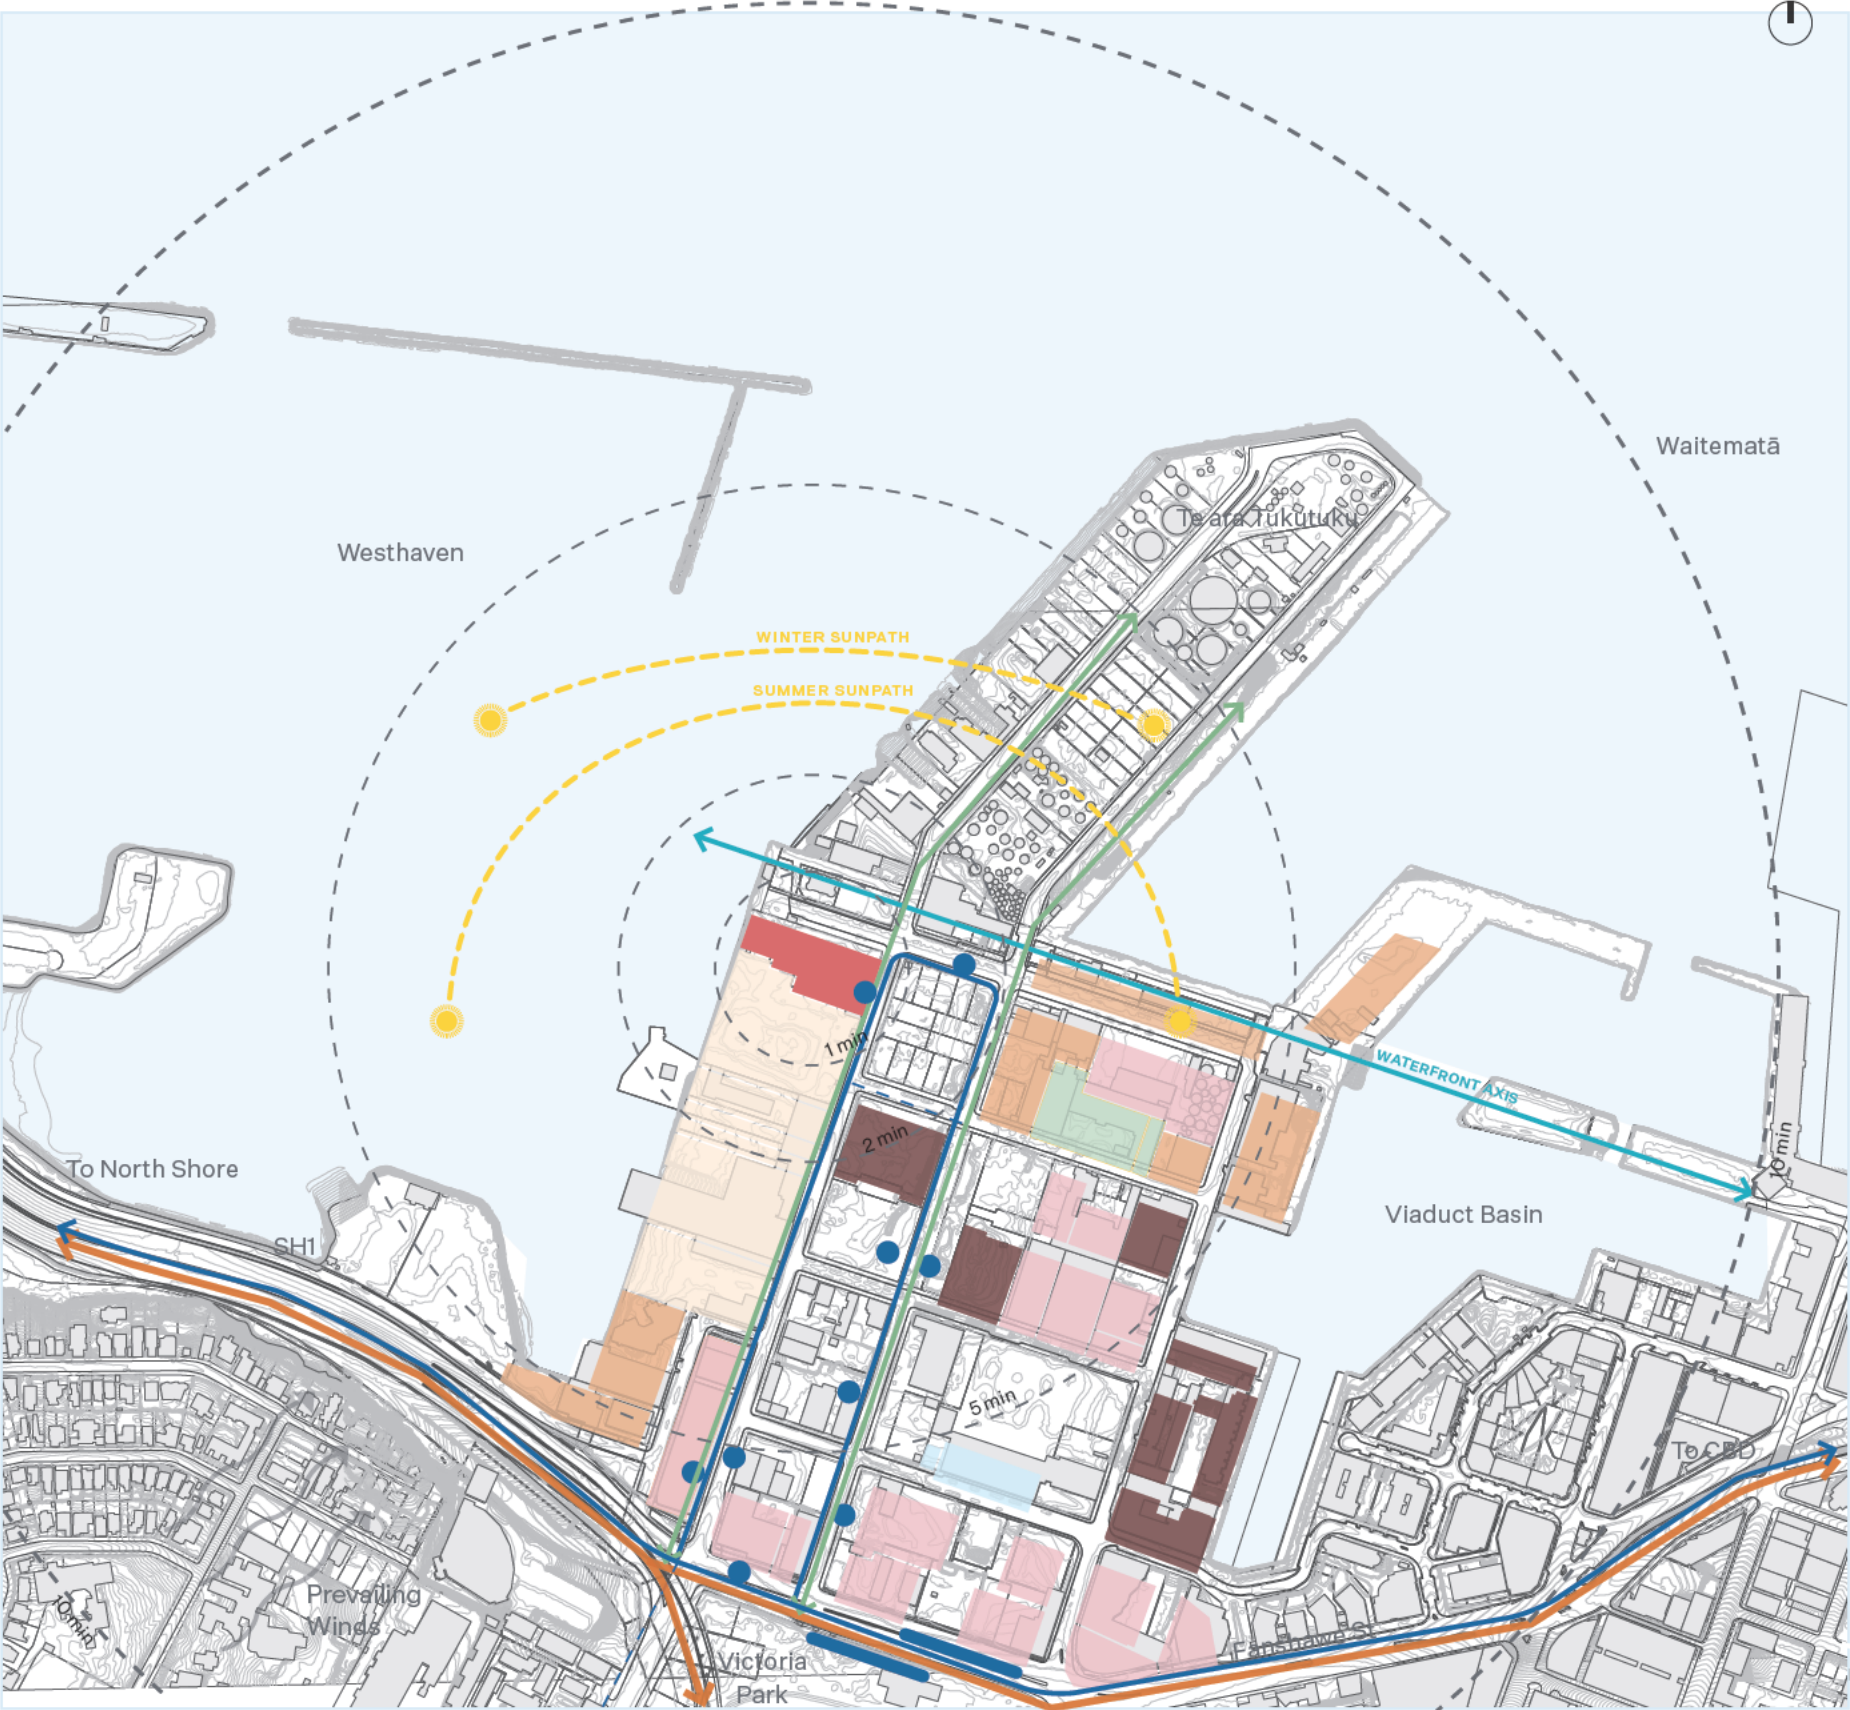 Waitematā
Te ara Tukutuku
Westhaven
WINTER SUNPATH
SUMMER SUNPATH
1 min
WATERFRONT AXIS
2 min
10 min
To North Shore
Viaduct Basin
SH1
5 min
To CBD
Prevailing
Winds
10 min
Fanshawe St
Victoria
Park